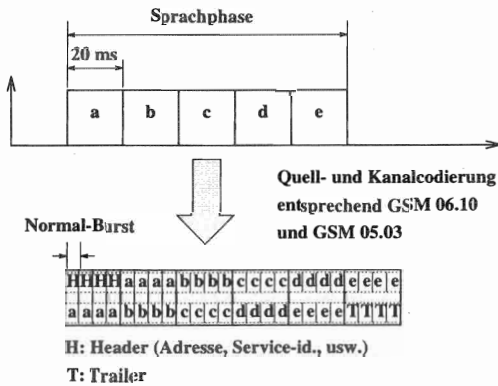 Sprachphase
20 ms
a b c d e
Quell- und Kanalcodierung
entsprechend GSM 06.10
und GSM 05.03
Normal-Burst
H H H H a a a a b b b b c c c c d d d d e e e e
a a a a b b b b c c c c d d d d e e e e T T T T
H: Header (Adresse, Service-id., usw.)
T: Trailer